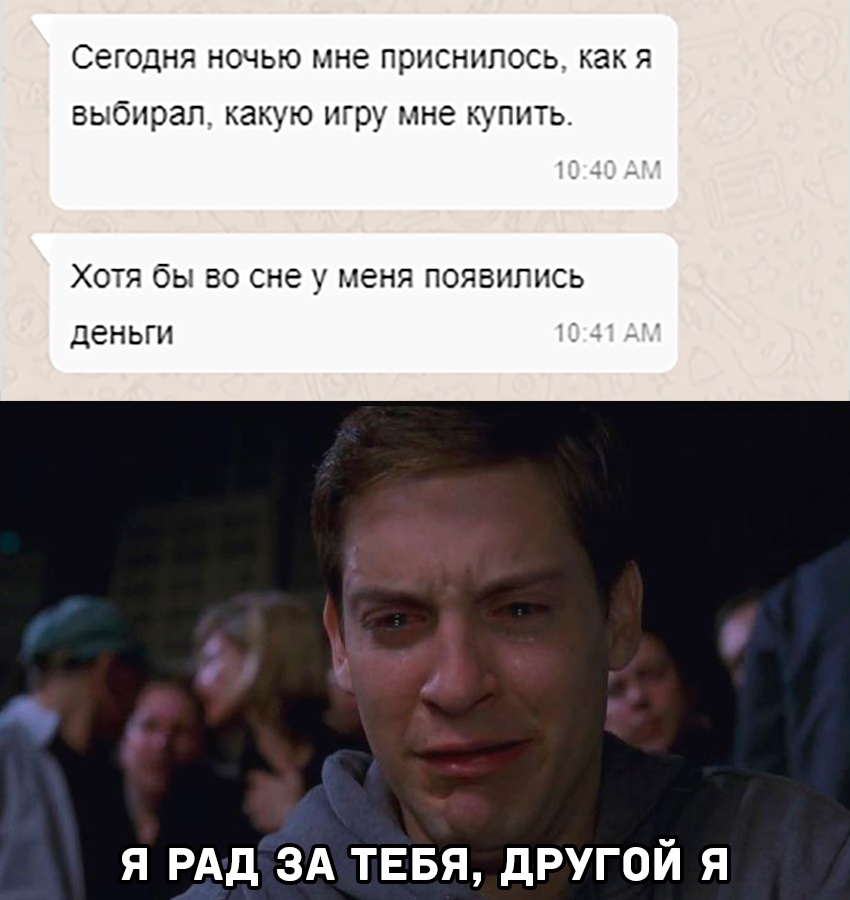 Сегодня ночью мне приснилось, как я
выбирал, какую игру мне купить.
10:40 AM
Хотя бы во сне у меня появились
деньги
10:41 AM
Я РАД ЗА ТЕБЯ, ДРУГОЙ Я